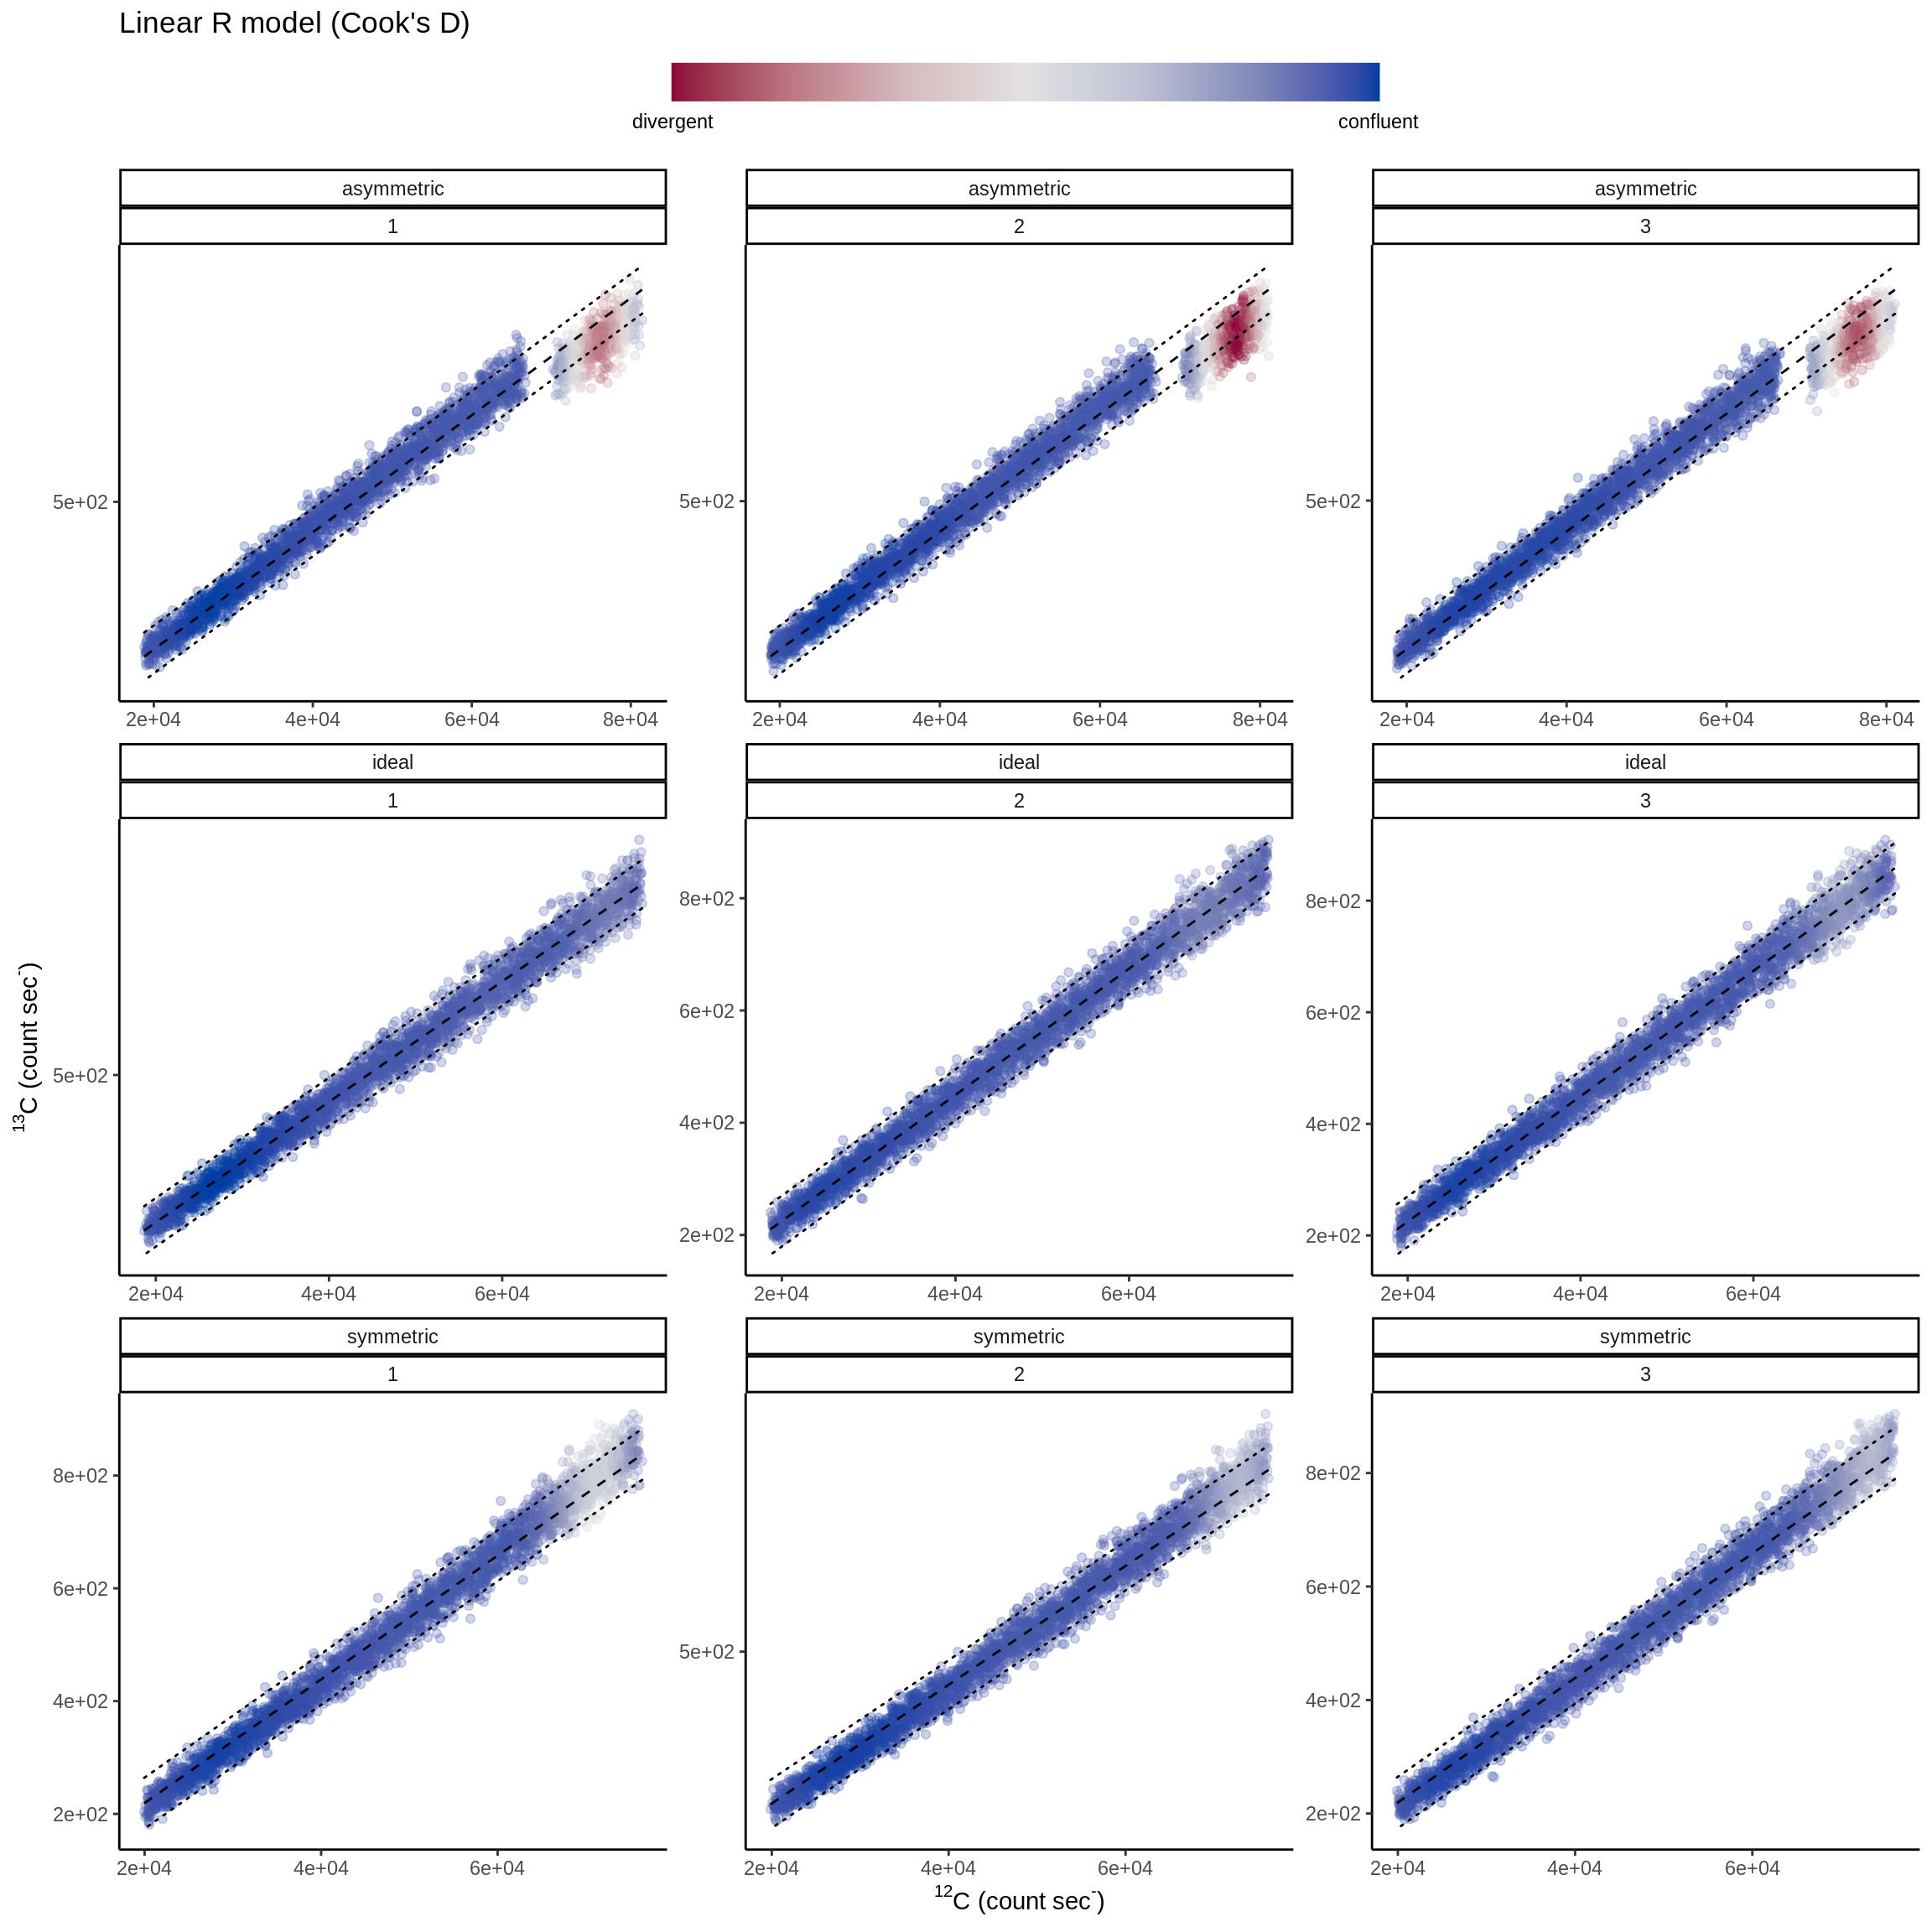 Linear R model (Cook's D)
divergent confluent
asymmetric asymmetric asymmetric
1 2 3
5e+02 5e+02 5e+02
2e+04 4e+04 6e+04 8e+04 2e+04 4e+04 6e+04 8e+04 2e+04 4e+04 6e+04 8e+04
ideal ideal ideal
1 2 3
8e+02 8e+02
6e+02 6e+02
5e+02
4e+02 4e+02
2e+02 2e+02
2e+04 4e+04 6e+04 2e+04 4e+04 6e+04 2e+04 4e+04 6e+04
¹³C (count sec⁻)
symmetric symmetric symmetric
1 2 3
8e+02 8e+02
6e+02 6e+02
5e+02
4e+02 4e+02
2e+02 2e+02
2e+04 4e+04 6e+04 2e+04 4e+04 6e+04 2e+04 4e+04 6e+04
¹²C (count sec⁻)